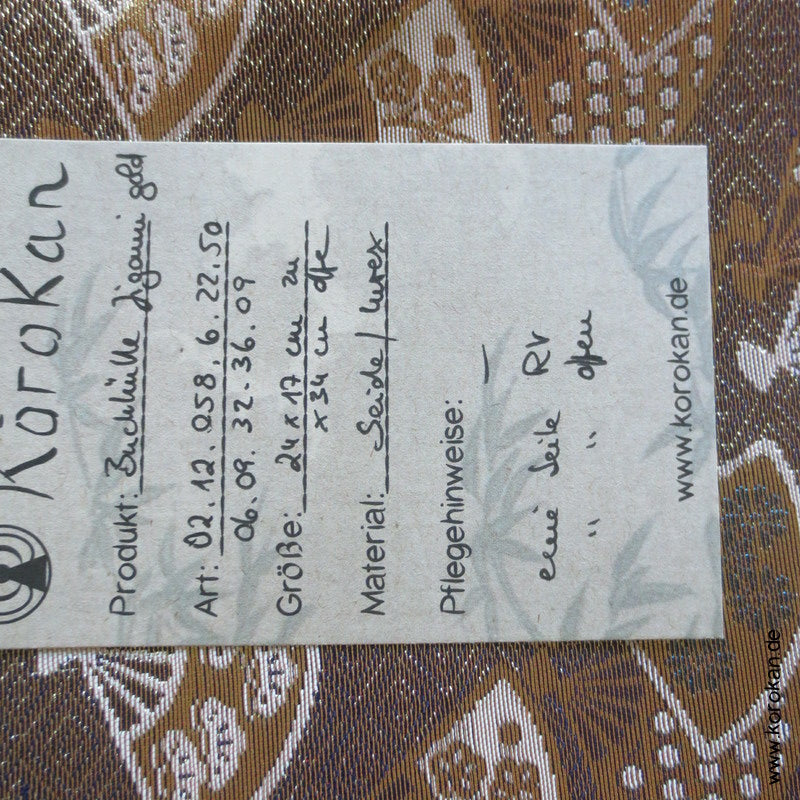 Korokan
Produkt: Buchhülle Jigami gold
Art: 02.12.058.6.22.50
06.09.32.36.09
Größe: 24 x 17 cm zu
x 34 cm offe
Material: Seide / Lurex
Pflegehinweise: –
eine Seite RV
" " offen
www.korokan.de
www.korokan.de